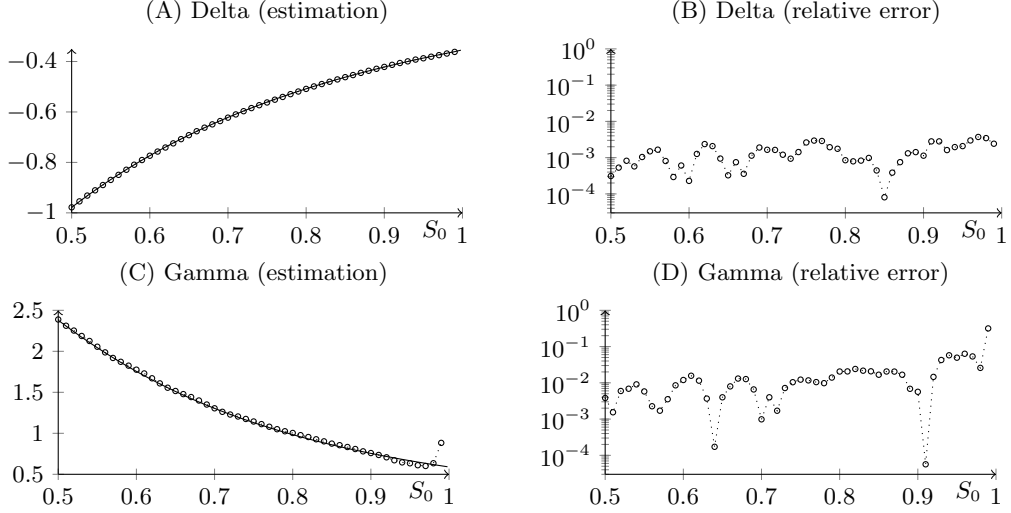 (A) Delta (estimation)
−0.4
−0.6
−0.8
−1
0.5 0.6 0.7 0.8 0.9 1
S0
(B) Delta (relative error)
10^0
10^−1
10^−2
10^−3
10^−4
0.5 0.6 0.7 0.8 0.9 1
S0
(C) Gamma (estimation)
2.5
2
1.5
1
0.5
0.5 0.6 0.7 0.8 0.9 1
S0
(D) Gamma (relative error)
10^0
10^−1
10^−2
10^−3
10^−4
0.5 0.6 0.7 0.8 0.9 1
S0